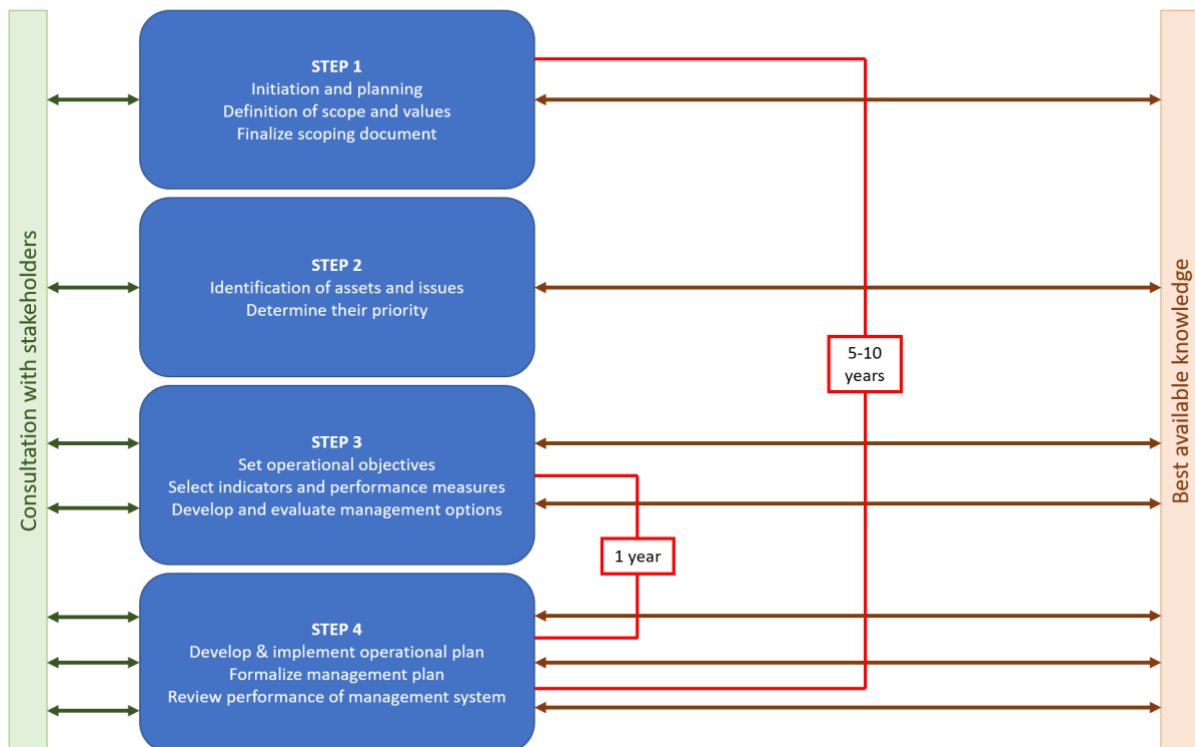 Consultation with stakeholders
STEP 1
Initiation and planning
Definition of scope and values
Finalize scoping document
STEP 2
Identification of assets and issues
Determine their priority
STEP 3
Set operational objectives
Select indicators and performance measures
Develop and evaluate management options
STEP 4
Develop & implement operational plan
Formalize management plan
Review performance of management system
1 year
5-10
years
Best available knowledge